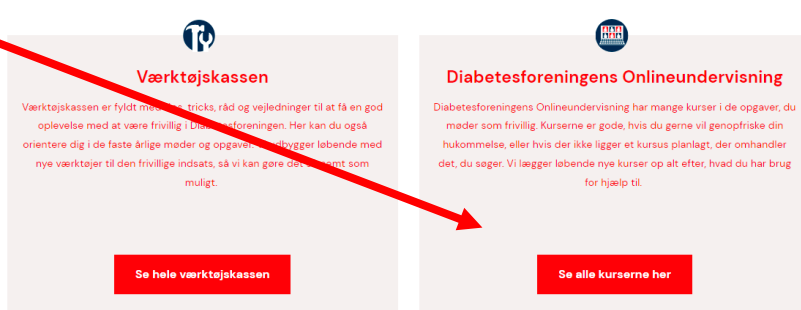 Værktøjskassen
Værktøjskassen er fyldt med tricks, råd og vejledninger til at få en god
oplevelse med at være frivillig i Diabetesforeningen. Her kan du også
orientere dig i de faste årlige møder og opgaver. løbende med
nye værktøjer til den frivillige indsats, så vi kan gøre det som
muligt.
Se hele værktøjskassen
Diabetesforeningens Onlineundervisning
Diabetesforeningens Onlineundervisning har mange kurser i de opgaver, du
møder som frivillig. Kurserne er gode, hvis du gerne vil genopfriske din
hukommelse, eller hvis der ikke ligger et kursus planlagt, der omhandler
det, du søger. Vi lægger løbende nye kurser op alt efter, hvad du har brug
for hjælp til.
Se alle kurserne her